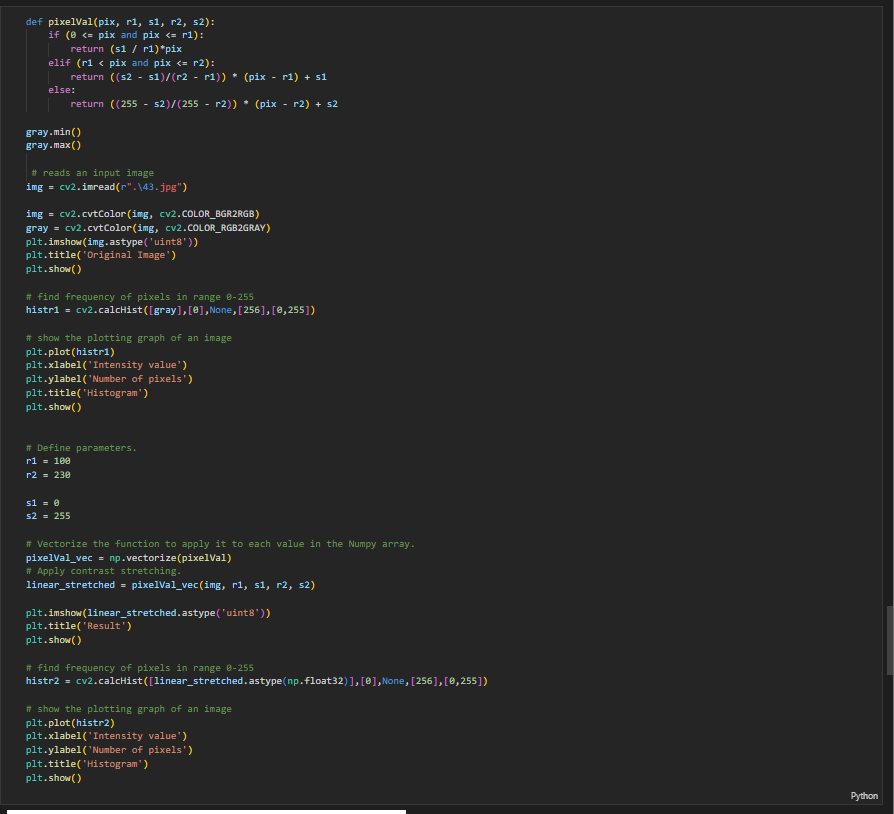 def pixelVal(pix, r1, s1, r2, s2):
    if (0 <= pix and pix <= r1):
        return (s1 / r1)*pix
    elif (r1 < pix and pix <= r2):
        return ((s2 - s1)/(r2 - r1)) * (pix - r1) + s1
    else:
        return ((255 - s2)/(255 - r2)) * (pix - r2) + s2
gray.min()
gray.max()
 # reads an input image
img = cv2.imread(r".\43.jpg")
img = cv2.cvtColor(img, cv2.COLOR_BGR2RGB)
gray = cv2.cvtColor(img, cv2.COLOR_RGB2GRAY)
plt.imshow(img.astype('uint8'))
plt.title('Original Image')
plt.show()
# find frequency of pixels in range 0-255
histr1 = cv2.calcHist([gray],[0],None,[256],[0,255])
# show the plotting graph of an image
plt.plot(histr1)
plt.xlabel('Intensity value')
plt.ylabel('Number of pixels')
plt.title('Histogram')
plt.show()
# Define parameters.
r1 = 100
r2 = 230
s1 = 0
s2 = 255
# Vectorize the function to apply it to each value in the Numpy array.
pixelVal_vec = np.vectorize(pixelVal)
# Apply contrast stretching.
linear_stretched = pixelVal_vec(img, r1, s1, r2, s2)
plt.imshow(linear_stretched.astype('uint8'))
plt.title('Result')
plt.show()
# find frequency of pixels in range 0-255
histr2 = cv2.calcHist([linear_stretched.astype(np.float32)],[0],None,[256],[0,255])
# show the plotting graph of an image
plt.plot(histr2)
plt.xlabel('Intensity value')
plt.ylabel('Number of pixels')
plt.title('Histogram')
plt.show()
Python